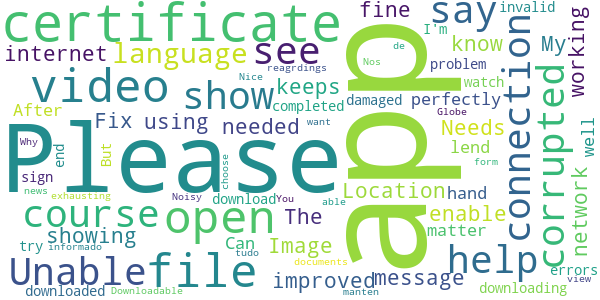 certificate
say
fine
invalid
I'm
see
internet
language
know
My
working
reagrdings
de
Nos
problem
video
show
Nice
keeps
watch
connection
corrupted
After
completed
damaged
perfectly
Please
app
Fix
using
needed
want
Globe
Needs
well
Why
end
But
lend
form
sign
choose
Location
hand
network
news
exhausting
Noisy
download
You
able
course
open
The
enable
showing
Can
Image
matter
help
try
informado
tudo
documents
errors
Unable
file
improved
message
view
downloaded
Downloadable
manten
downloading